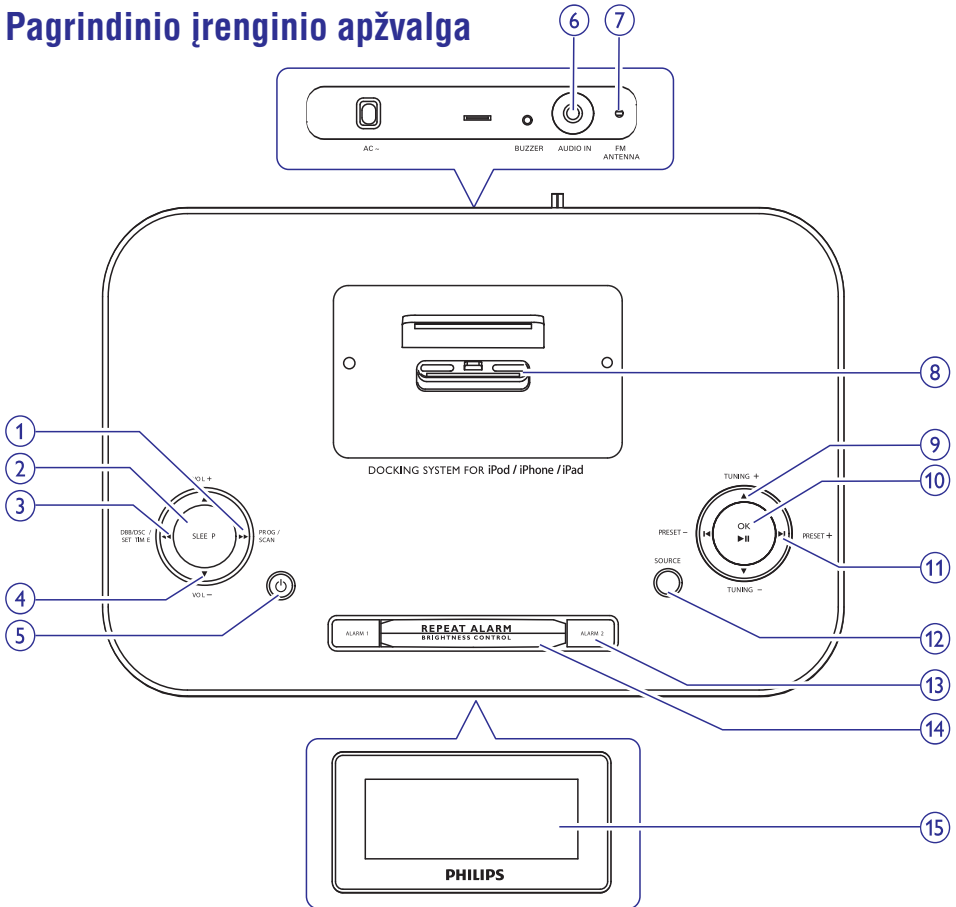 Pagrindinio įrenginio apžvalga
6 7
AC ~ BUZZER AUDIO IN FM ANTENNA
8
DOCKING SYSTEM FOR iPod / iPhone / iPad
1
2
3
4
5
VOL +
DBB/DSC / SET TIME
SLEE P
PROG / SCAN
VOL −
9
10
11
12
13
14
TUNING +
PRESET −
OK
PRESET +
TUNING −
SOURCE
ALARM 1
REPEAT ALARM
BRIGHTNESS CONTROL
ALARM 2
15
PHILIPS